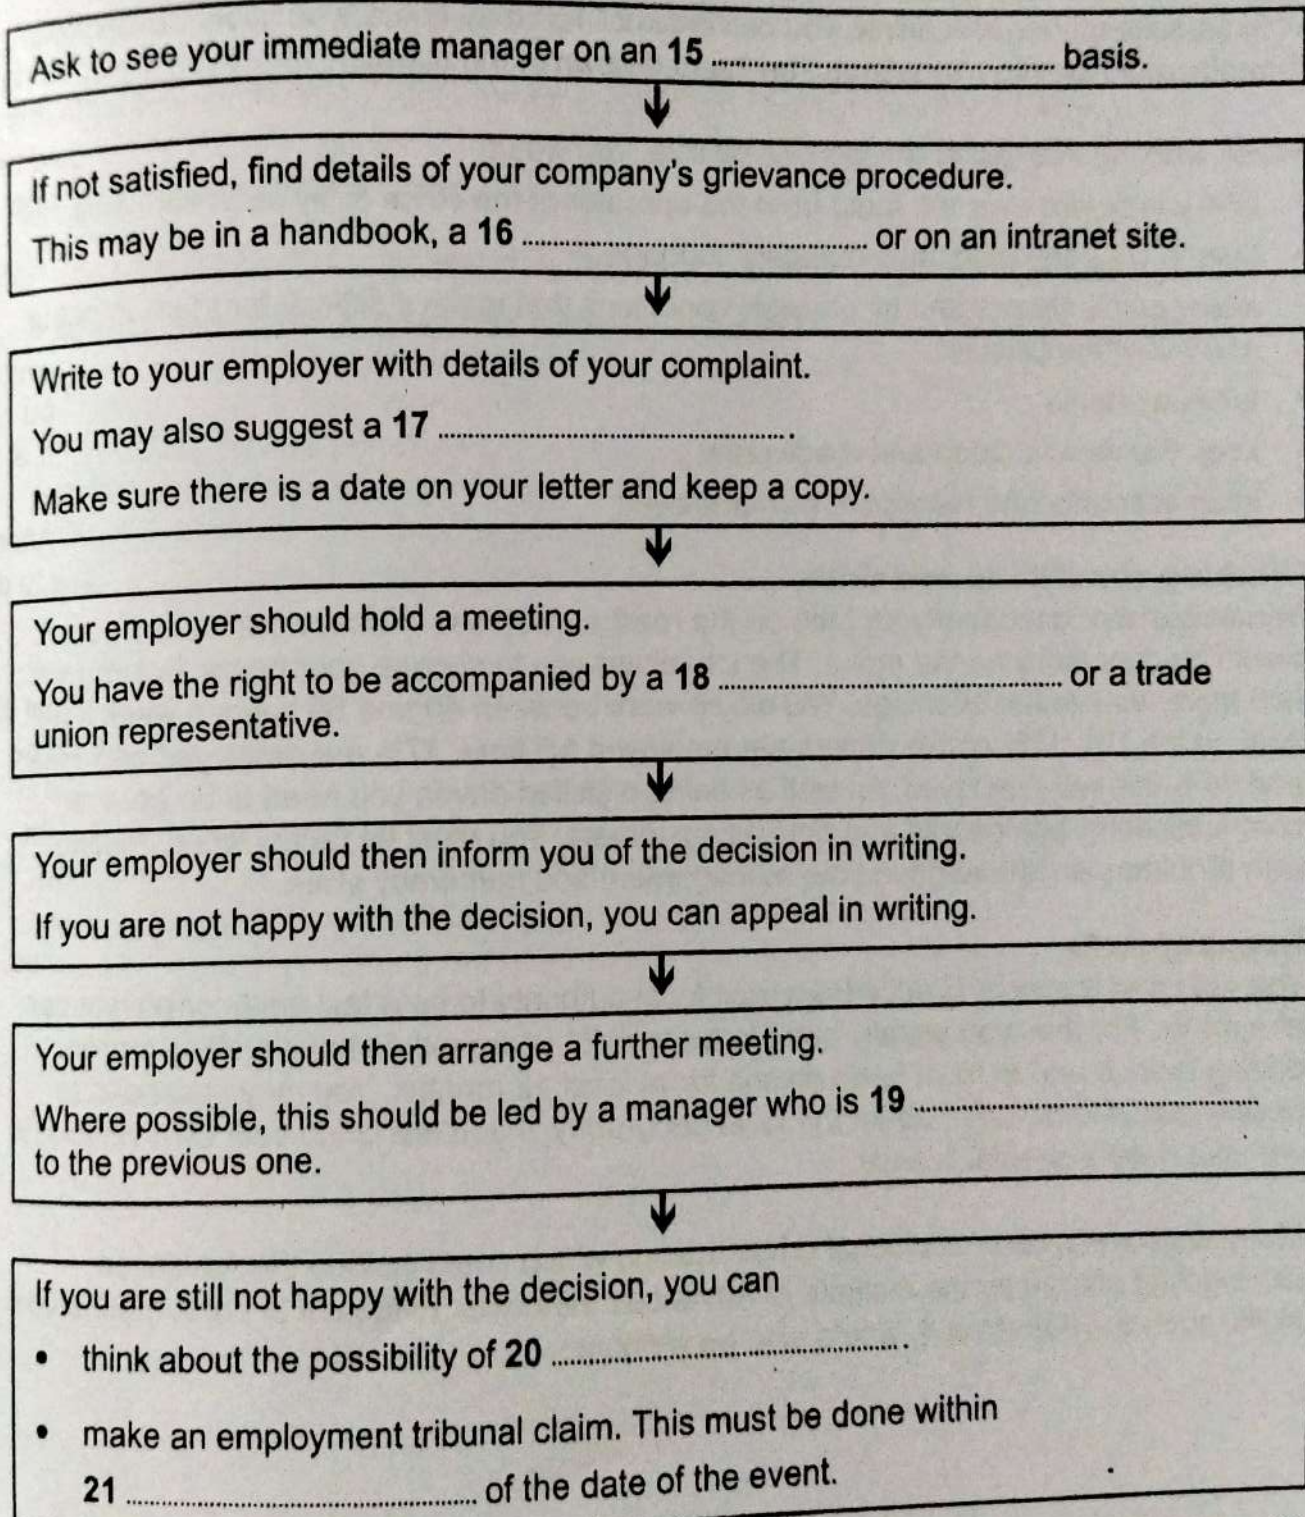 Ask to see your immediate manager on an 15 ........................................ basis.
If not satisfied, find details of your company's grievance procedure.
This may be in a handbook, a 16 ........................................ or on an intranet site.
Write to your employer with details of your complaint.
You may also suggest a 17 ........................................ .
Make sure there is a date on your letter and keep a copy.
Your employer should hold a meeting.
You have the right to be accompanied by a 18 ........................................ or a trade
union representative.
Your employer should then inform you of the decision in writing.
If you are not happy with the decision, you can appeal in writing.
Your employer should then arrange a further meeting.
Where possible, this should be led by a manager who is 19 ........................................
to the previous one.
If you are still not happy with the decision, you can
• think about the possibility of 20 ........................................ .
• make an employment tribunal claim. This must be done within
21 ........................................ of the date of the event.